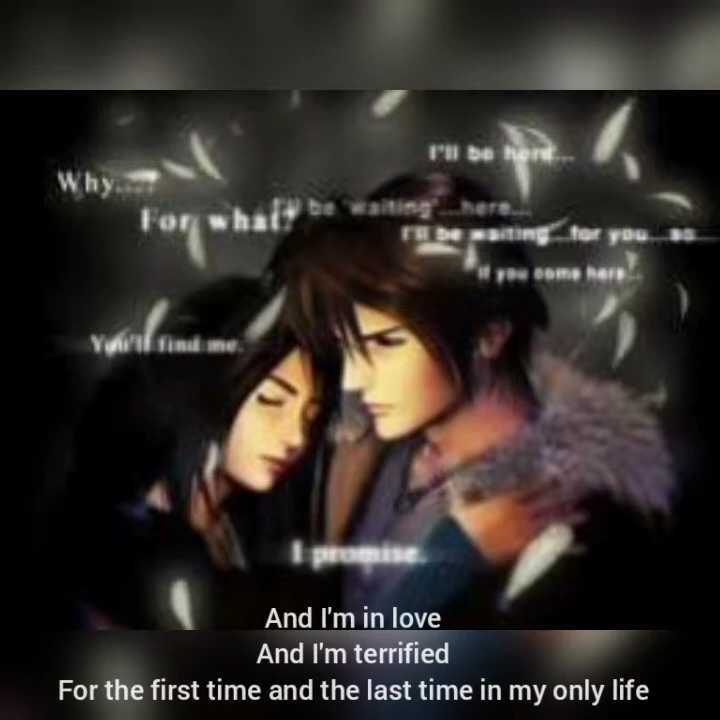 I'll be here...
Why....?
I'll be 'waiting'....here...
For what?
I'll be waiting...for you...so
If you come here...
You'll find me.
I promise.
And I'm in love
And I'm terrified
For the first time and the last time in my only life